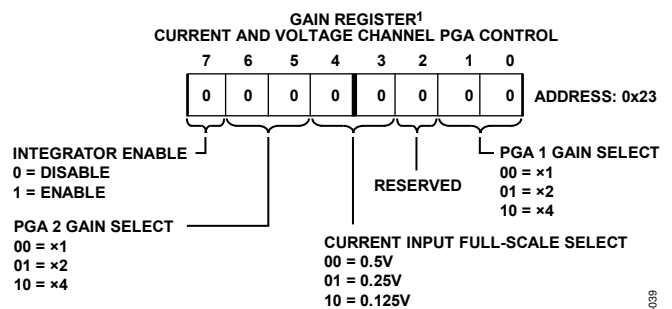 GAIN REGISTER1
CURRENT AND VOLTAGE CHANNEL PGA CONTROL
7 6 5 4 3 2 1 0
0 0 0 0 0 0 0 0 ADDRESS: 0x23
INTEGRATOR ENABLE
0 = DISABLE
1 = ENABLE
PGA 2 GAIN SELECT
00 = ×1
01 = ×2
10 = ×4
RESERVED
CURRENT INPUT FULL-SCALE SELECT
00 = 0.5V
01 = 0.25V
10 = 0.125V
PGA 1 GAIN SELECT
00 = ×1
01 = ×2
10 = ×4
039